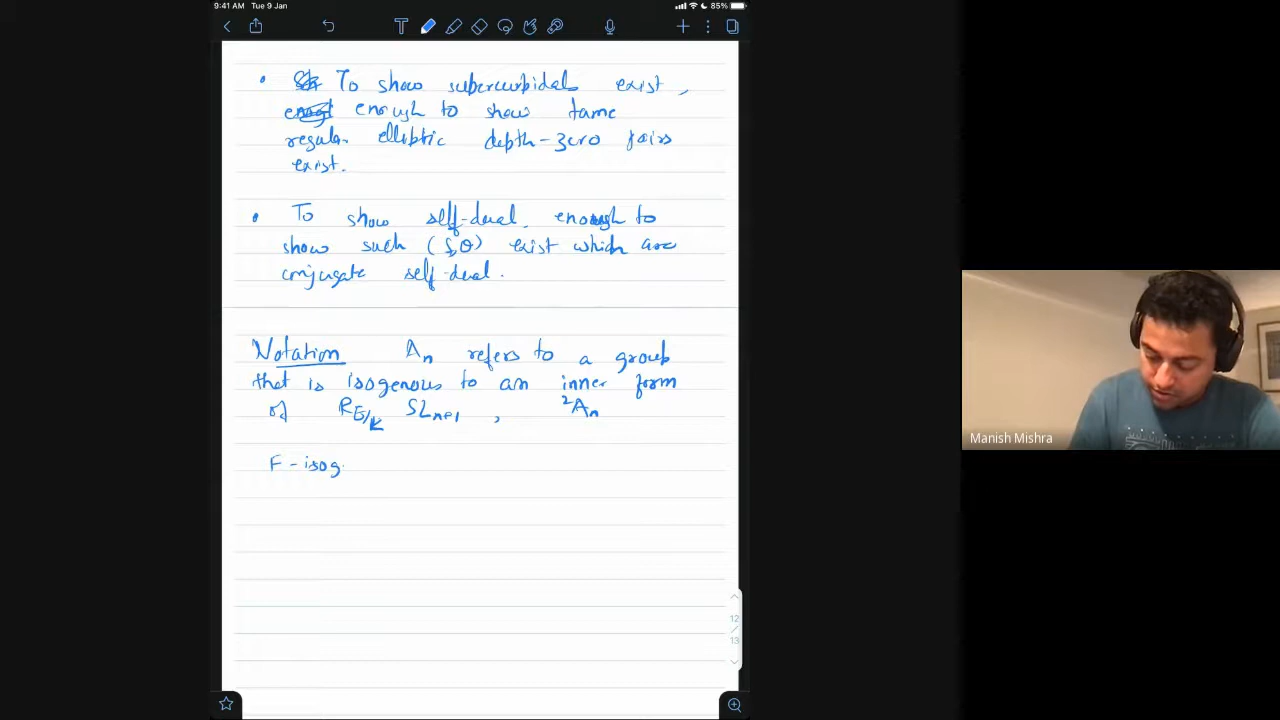 9:41 AM Tue 9 Jan
85%
T
• To show supercuspidals exist,
enough to show tame
regular elliptic depth-zero pairs
exist.
• To show self-dual, enough to
show such (S,θ) exist which are
conjugate self-dual.
Notation Aₙ refers to a group
that is isogenous to an inner form
of R_{E/k} SLₙ₊₁, ²Aₙ
F - isog
12
13
Manish Mishra